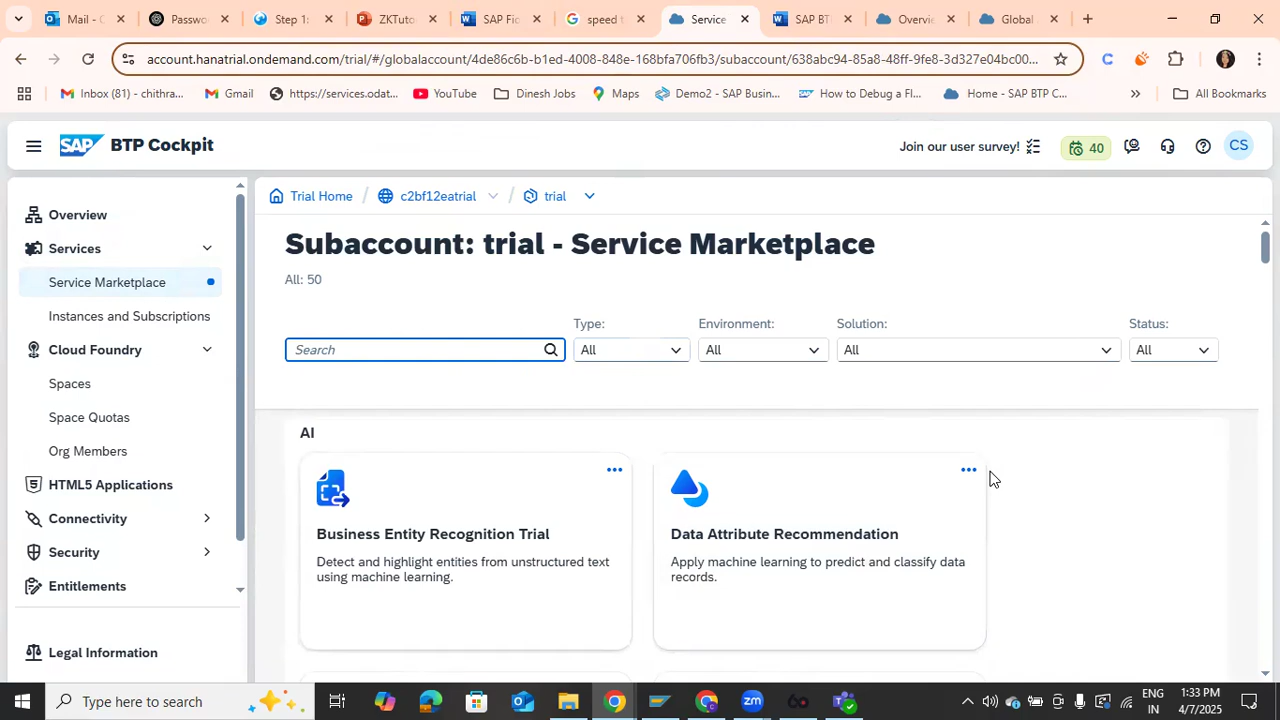 Mail - C
Passwo
Step 1:
ZKTuto
SAP Fic
speed t
Service
SAP BT
Overvi
Global
account.hanatrial.ondemand.com/trial/#/globalaccount/4de86c6b-b1ed-4008-848e-168bfa706fb3/subaccount/638abc94-85a8-48ff-9fe8-3d327e04bc00...
Inbox (81) - chithra...
Gmail
https://services.odat...
YouTube
Dinesh Jobs
Maps
Demo2 - SAP Busin...
How to Debug a Fl...
Home - SAP BTP C...
All Bookmarks
SAP BTP Cockpit
Join our user survey!
40
CS
Overview
Services
Service Marketplace
Instances and Subscriptions
Cloud Foundry
Spaces
Space Quotas
Org Members
HTML5 Applications
Connectivity
Security
Entitlements
Legal Information
Trial Home / c2bf12eatrial / trial
Subaccount: trial - Service Marketplace
All: 50
Type:
Environment:
Solution:
Status:
Search
All
All
All
All
AI
Business Entity Recognition Trial
Detect and highlight entities from unstructured text
using machine learning.
Data Attribute Recommendation
Apply machine learning to predict and classify data
records.
Type here to search
ENG
IN
1:33 PM
4/7/2025